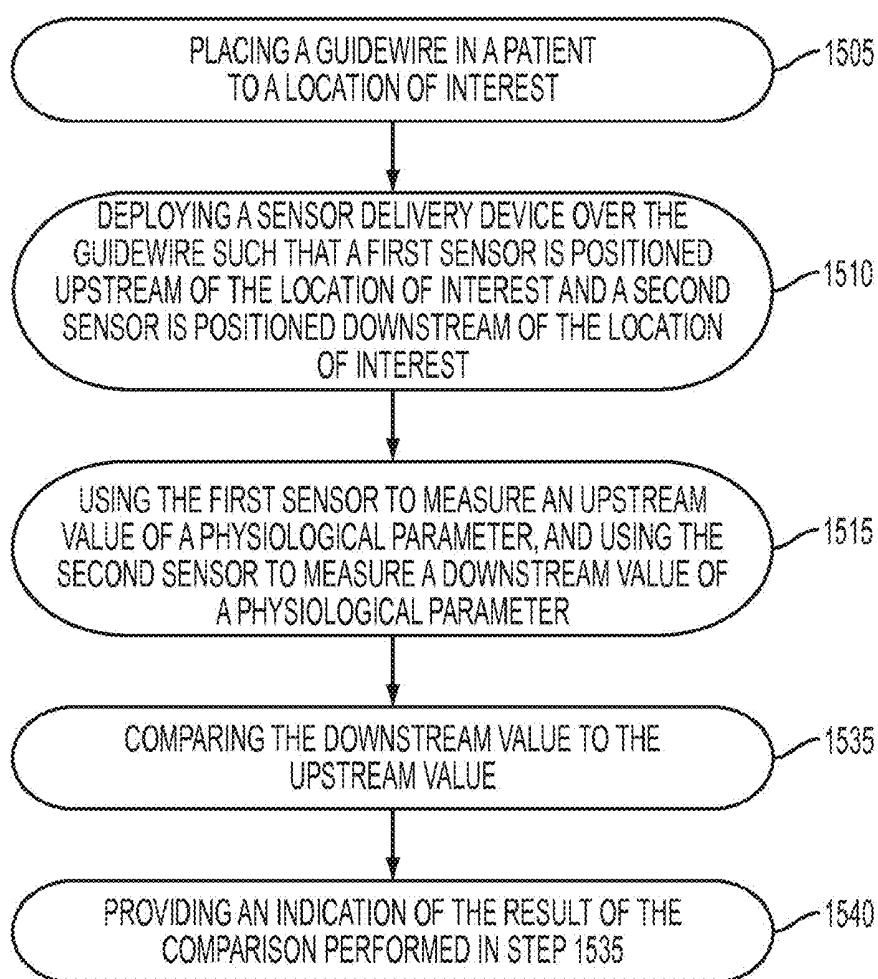 PLACING A GUIDEWIRE IN A PATIENT
TO A LOCATION OF INTEREST
1505
DEPLOYING A SENSOR DELIVERY DEVICE OVER THE
GUIDEWIRE SUCH THAT A FIRST SENSOR IS POSITIONED
UPSTREAM OF THE LOCATION OF INTEREST AND A SECOND
SENSOR IS POSITIONED DOWNSTREAM OF THE LOCATION
OF INTEREST
1510
USING THE FIRST SENSOR TO MEASURE AN UPSTREAM
VALUE OF A PHYSIOLOGICAL PARAMETER, AND USING THE
SECOND SENSOR TO MEASURE A DOWNSTREAM VALUE OF
A PHYSIOLOGICAL PARAMETER
1515
COMPARING THE DOWNSTREAM VALUE TO THE
UPSTREAM VALUE
1535
PROVIDING AN INDICATION OF THE RESULT OF THE
COMPARISON PERFORMED IN STEP 1535
1540